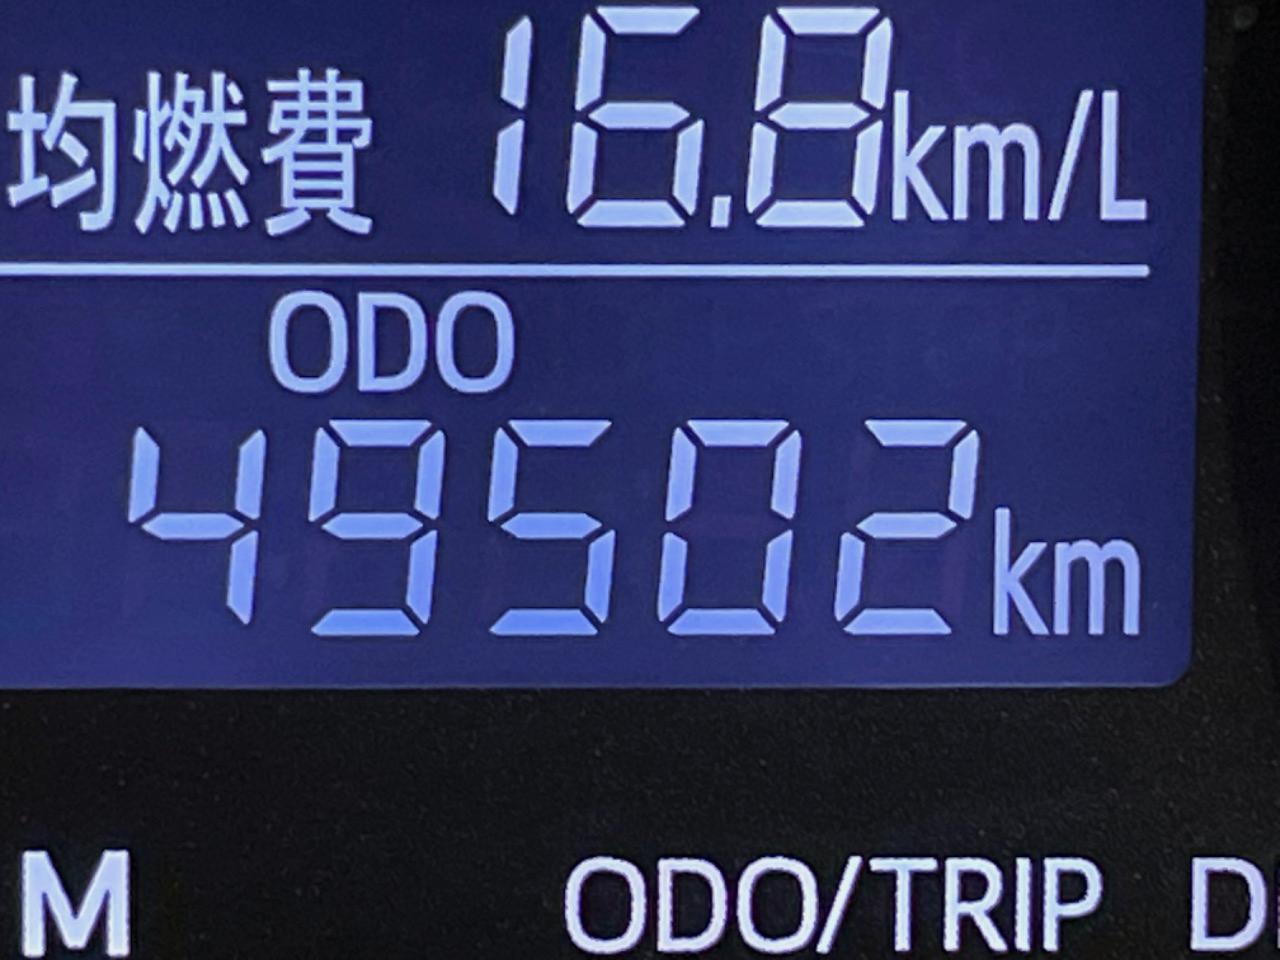 均燃費 16.8km/L
ODO
49502km
M ODO/TRIP D